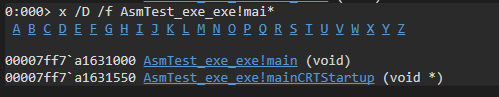 0:000> x /D /f AsmTest_exe_exe!mai*
A B C D E F G H I J K L M N O P Q R S T U V W X Y Z
00007ff7`a1631000 AsmTest_exe_exe!main (void)
00007ff7`a1631550 AsmTest_exe_exe!mainCRTStartup (void *)